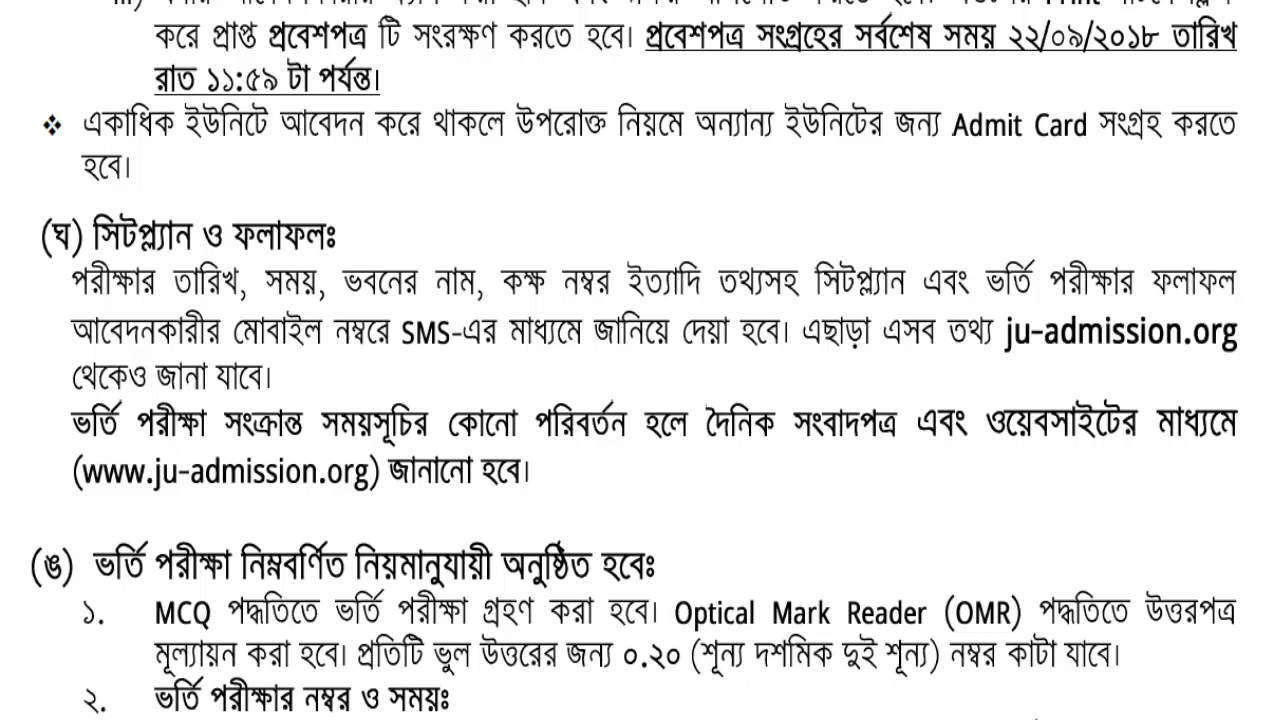 করে প্রাপ্ত প্রবেশপত্র টি সংরক্ষণ করতে হবে। প্রবেশপত্র সংগ্রহের সর্বশেষ সময় ২২/০৯/২০১৮ তারিখ
রাত ১১:৫৯ টা পর্যন্ত।
❖ একাধিক ইউনিটে আবেদন করে থাকলে উপরোক্ত নিয়মে অন্যান্য ইউনিটের জন্য Admit Card সংগ্রহ করতে
হবে।
(ঘ) সিটপ্ল্যান ও ফলাফলঃ
পরীক্ষার তারিখ, সময়, ভবনের নাম, কক্ষ নম্বর ইত্যাদি তথ্যসহ সিটপ্ল্যান এবং ভর্তি পরীক্ষার ফলাফল
আবেদনকারীর মোবাইল নম্বরে SMS-এর মাধ্যমে জানিয়ে দেয়া হবে। এছাড়া এসব তথ্য ju-admission.org
থেকেও জানা যাবে।
ভর্তি পরীক্ষা সংক্রান্ত সময়সূচির কোনো পরিবর্তন হলে দৈনিক সংবাদপত্র এবং ওয়েবসাইটের মাধ্যমে
(www.ju-admission.org) জানানো হবে।
(ঙ) ভর্তি পরীক্ষা নিম্নবর্ণিত নিয়মানুযায়ী অনুষ্ঠিত হবেঃ
১. MCQ পদ্ধতিতে ভর্তি পরীক্ষা গ্রহণ করা হবে। Optical Mark Reader (OMR) পদ্ধতিতে উত্তরপত্র
মূল্যায়ন করা হবে। প্রতিটি ভুল উত্তরের জন্য ০.২০ (শূন্য দশমিক দুই শূন্য) নম্বর কাটা যাবে।
২. ভর্তি পরীক্ষার নম্বর ও সময়ঃ